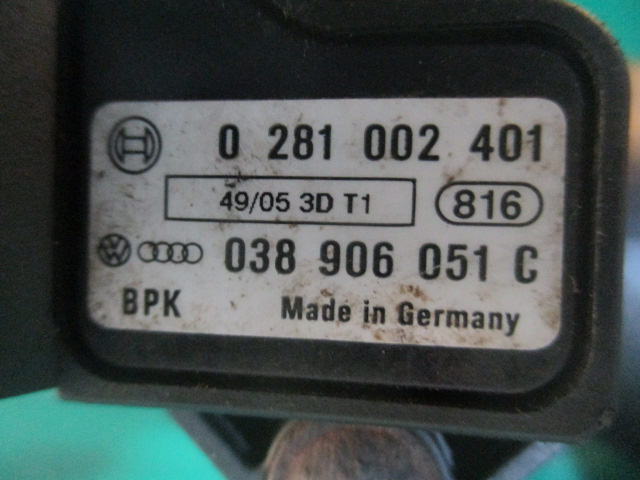 0 281 002 401
49/05 3D T1 816
038 906 051 C
BPK Made in Germany